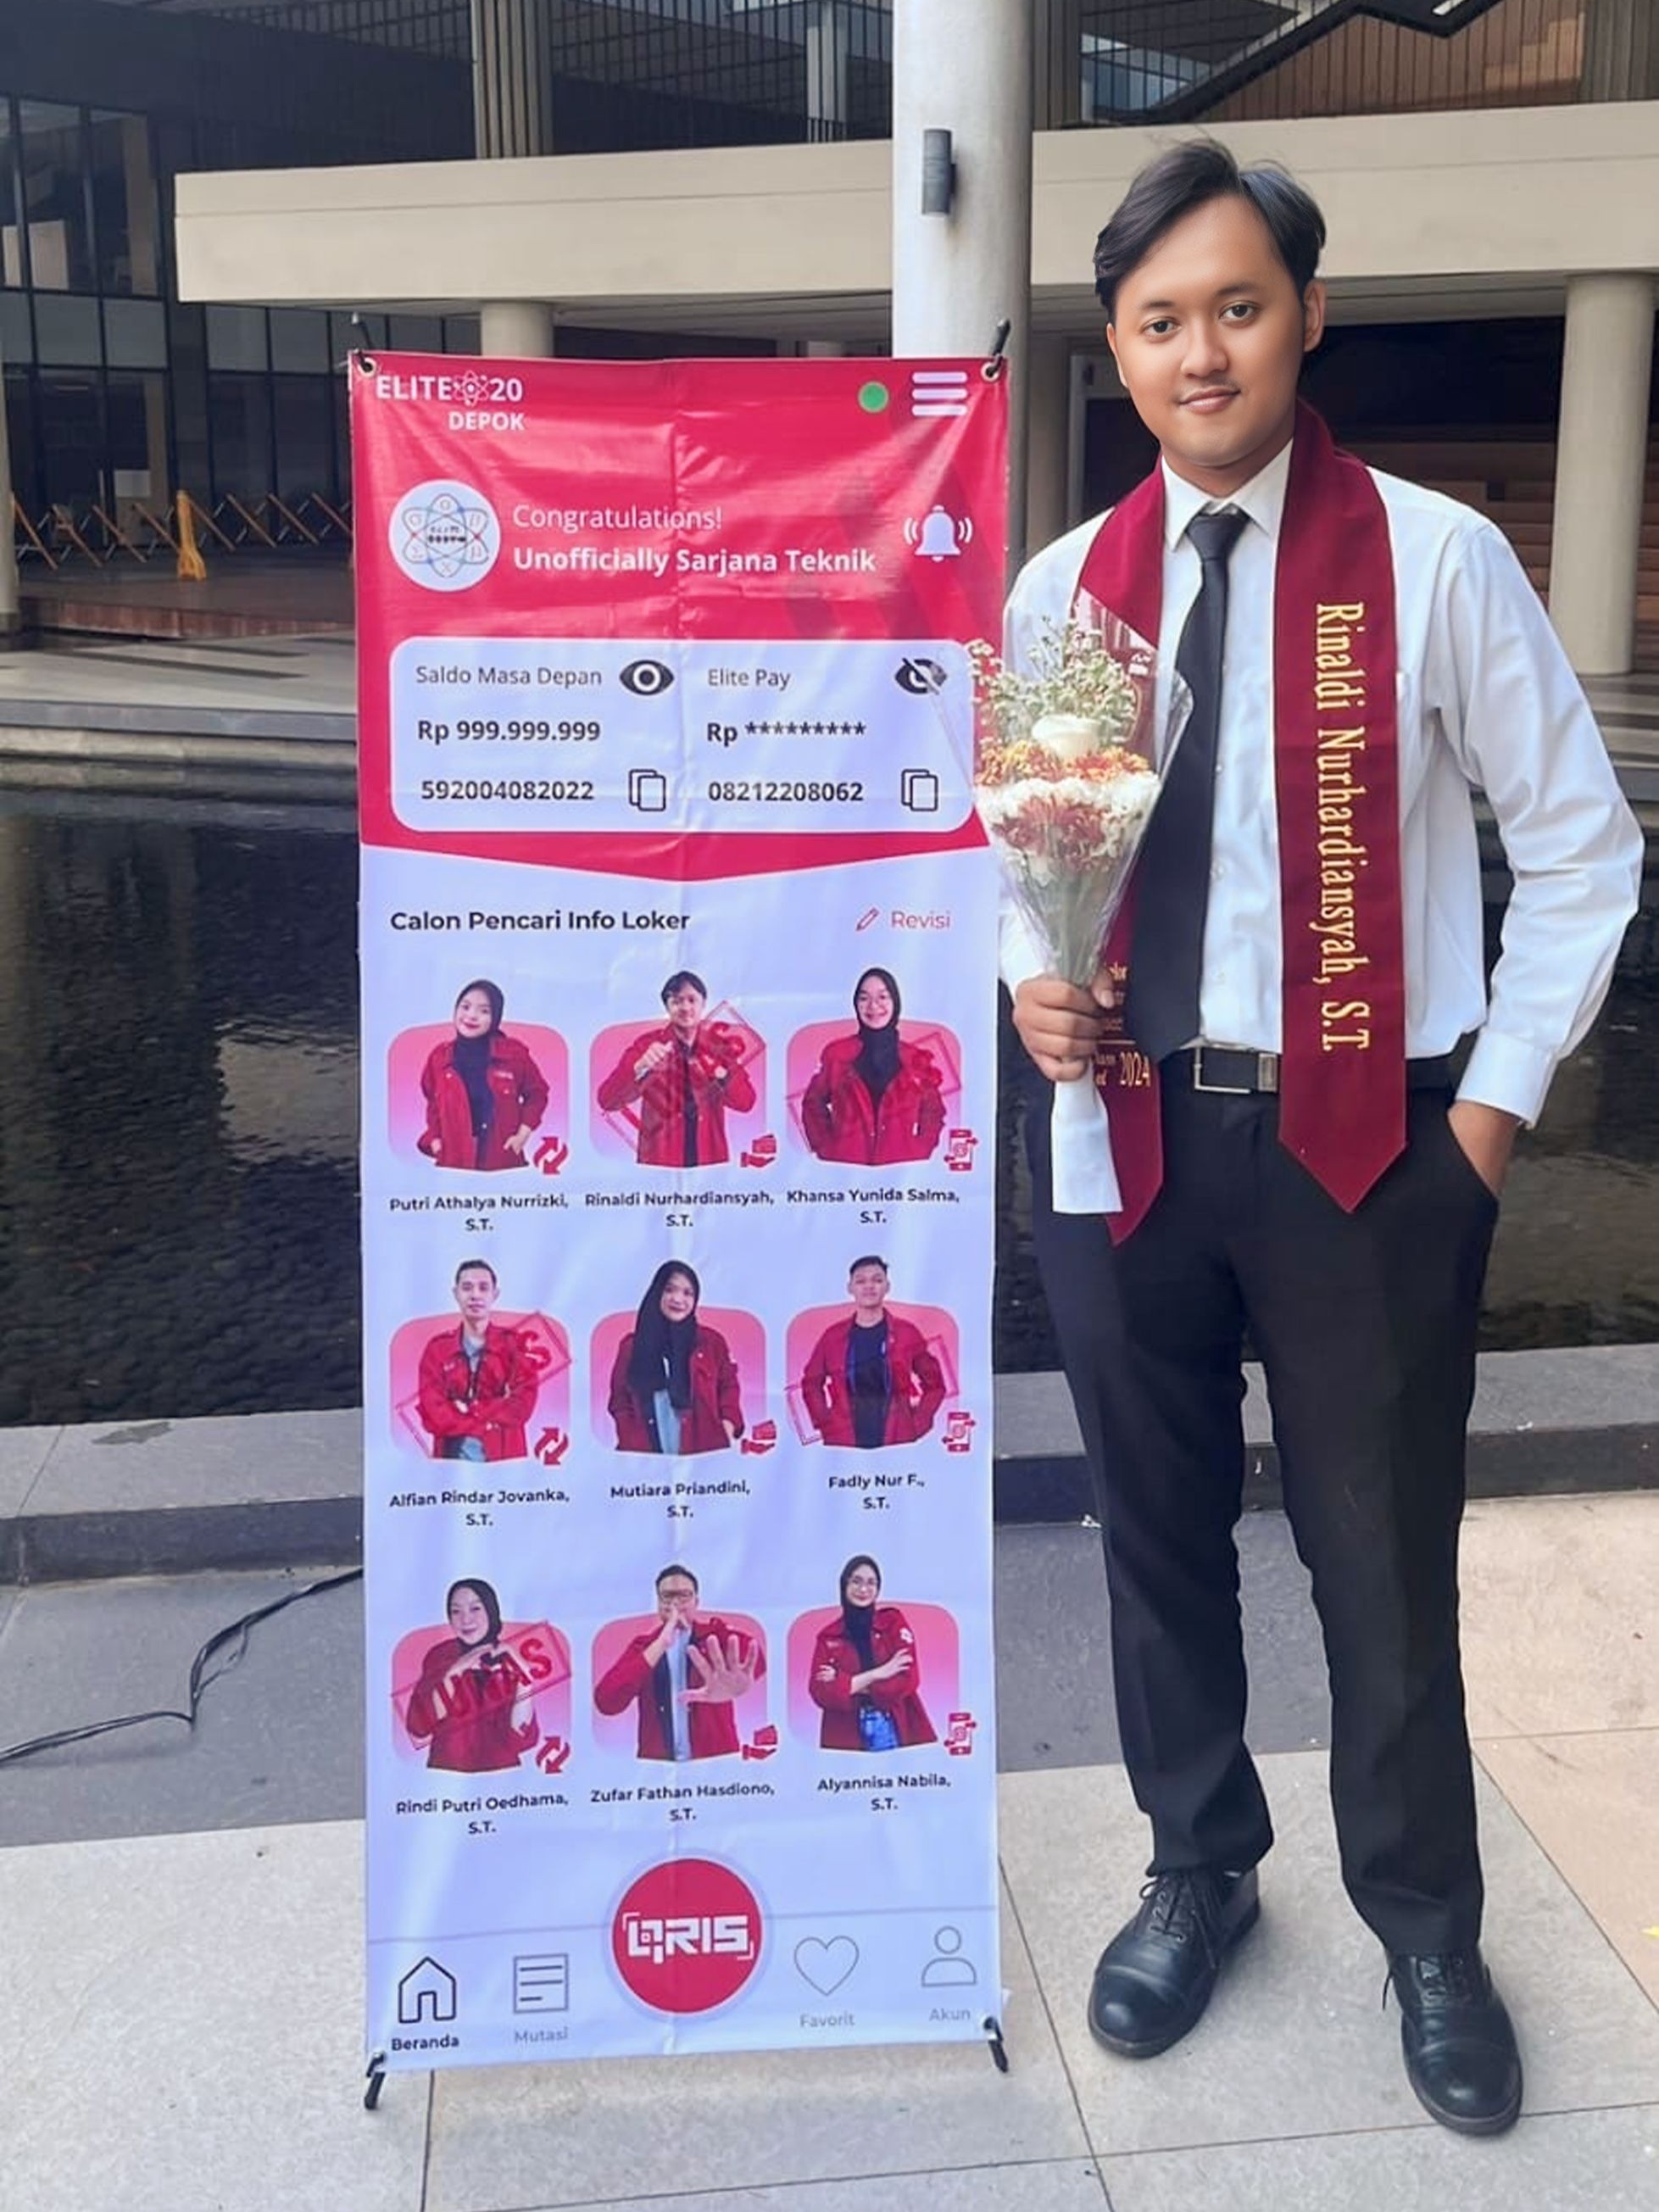 ELITE 20
DEPOK
Congratulations!
Unofficially Sarjana Teknik
Saldo Masa Depan
Elite Pay
Rp 999.999.999
Rp *********
592004082022
08212208062
Calon Pencari Info Loker
Revisi
Putri Athalya Nurrizki,
S.T.
Rinaldi Nurhardiansyah,
S.T.
Khansa Yunida Salma,
S.T.
Alfian Rindar Jovanka,
S.T.
Mutiara Priandini,
S.T.
Fadly Nur F.,
S.T.
LUNAS
Rindi Putri Oedhama,
S.T.
Zufar Fathan Hasdiono,
S.T.
Alyannisa Nabila,
S.T.
QRIS
Beranda
Mutasi
Favorit
Akun
Rinaldi Nurhardiansyah, S.T.
2024